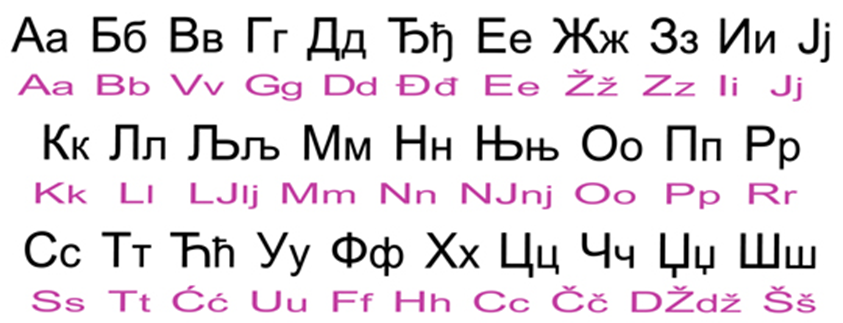 Аа Бб Вв Гг Дд Ђђ Ее Жж Зз Ии Јј
Aa Bb Vv Gg Dd Đđ Ee Žž Zz Ii Jj
Кк Лл Љљ Мм Нн Њњ Оо Пп Рр
Kk Ll LJlj Mm Nn NJnj Oo Pp Rr
Сс Тт Ћћ Уу Фф Хх Цц Чч Џџ Шш
Ss Tt Ćć Uu Ff Hh Cc Čč DŽdž Šš